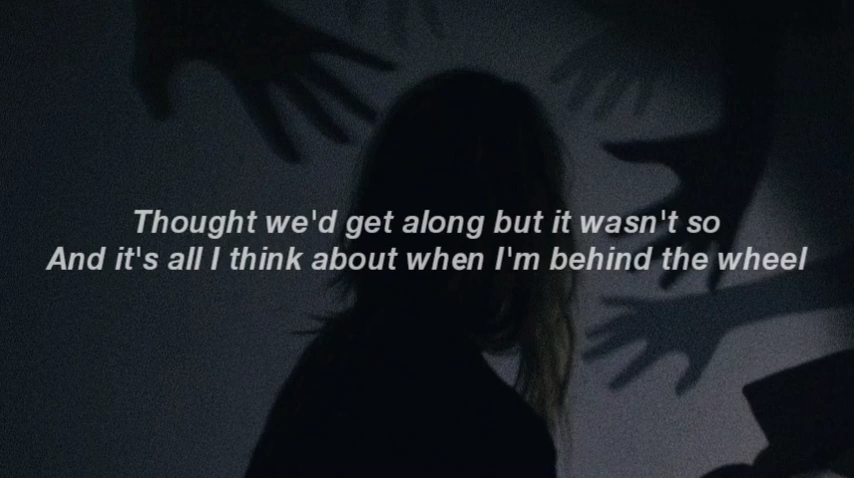 Thought we'd get along but it wasn't so
And it's all I think about when I'm behind the wheel